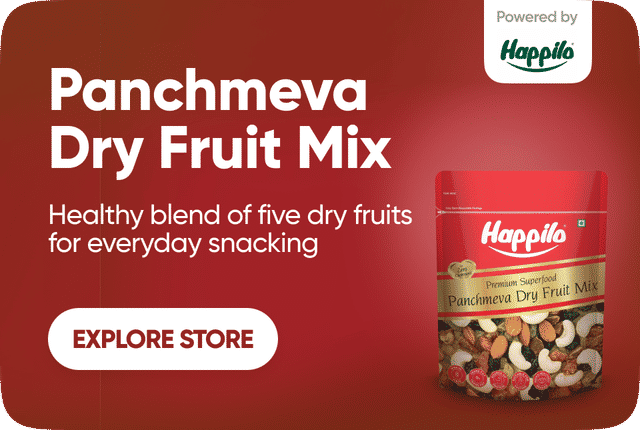 Powered by
Happilo
Panchmeva
Dry Fruit Mix
Healthy blend of five dry fruits
for everyday snacking
EXPLORE STORE
Happilo
Premium Superfood
Panchmeva Dry Fruit Mix